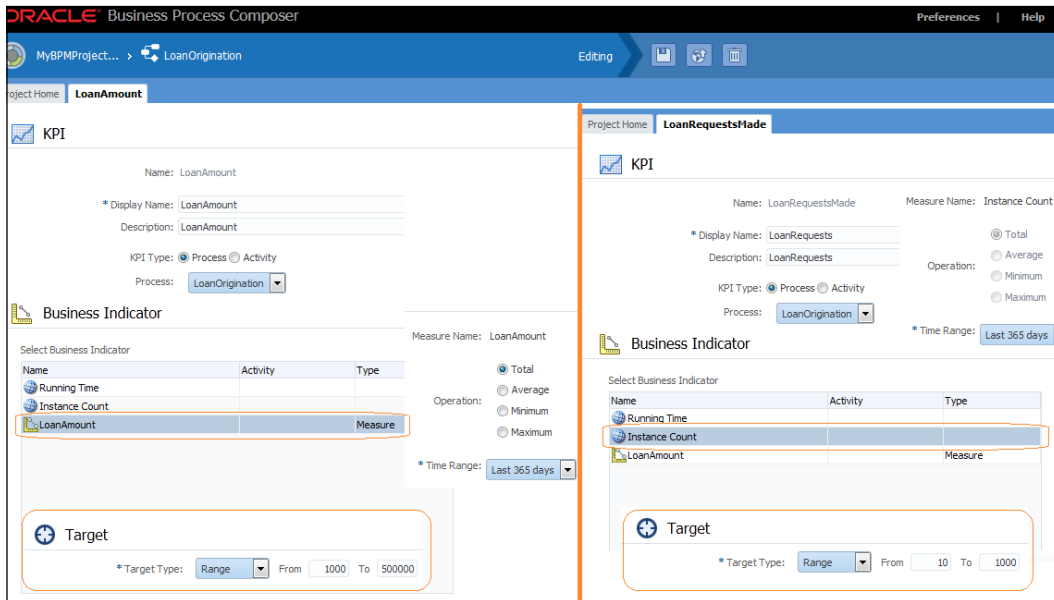 ORACLE Business Process Composer
Preferences | Help
MyBPMProject... > LoanOrigination
Editing
roject Home LoanAmount
KPI
Name: LoanAmount
* Display Name: LoanAmount
Description: LoanAmount
KPI Type: Process Activity
Process: LoanOrigination
Business Indicator
Select Business Indicator
Name Activity Type
Running Time
Instance Count
LoanAmount Measure
Measure Name: LoanAmount
Operation:
Total
Average
Minimum
Maximum
* Time Range: Last 365 days
Target
* Target Type: Range From 1000 To 500000
Project Home LoanRequestsMade
KPI
Name: LoanRequestsMade
* Display Name: LoanRequests
Description: LoanRequests
KPI Type: Process Activity
Process: LoanOrigination
Measure Name: Instance Count
Operation:
Total
Average
Minimum
Maximum
* Time Range: Last 365 days
Business Indicator
Select Business Indicator
Name Activity Type
Running Time
Instance Count
LoanAmount Measure
Target
* Target Type: Range From 10 To 1000